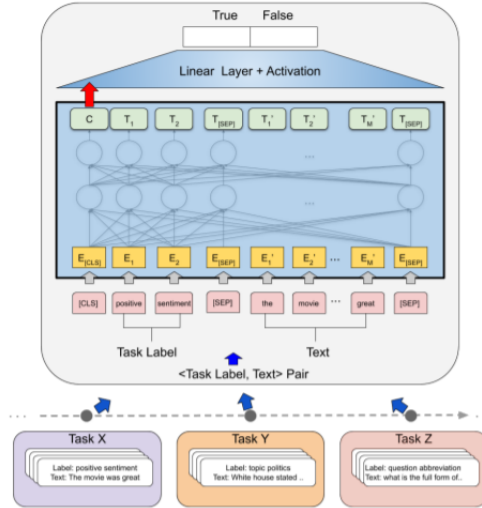 True False
Linear Layer + Activation
C T1 T2 T[SEP] T1' T2' TM' T[SEP]
...
...
E[CLS] E1 E2 E[SEP] E1' E2' ... EM' E[SEP]
[CLS] positive sentiment [SEP] the movie ... great [SEP]
Task Label Text
<Task Label, Text> Pair
Task X Task Y Task Z
Label: positive sentiment Label: topic politics Label: question abbreviation
Text: The movie was great Text: White house stated .. Text: what is the full form of..